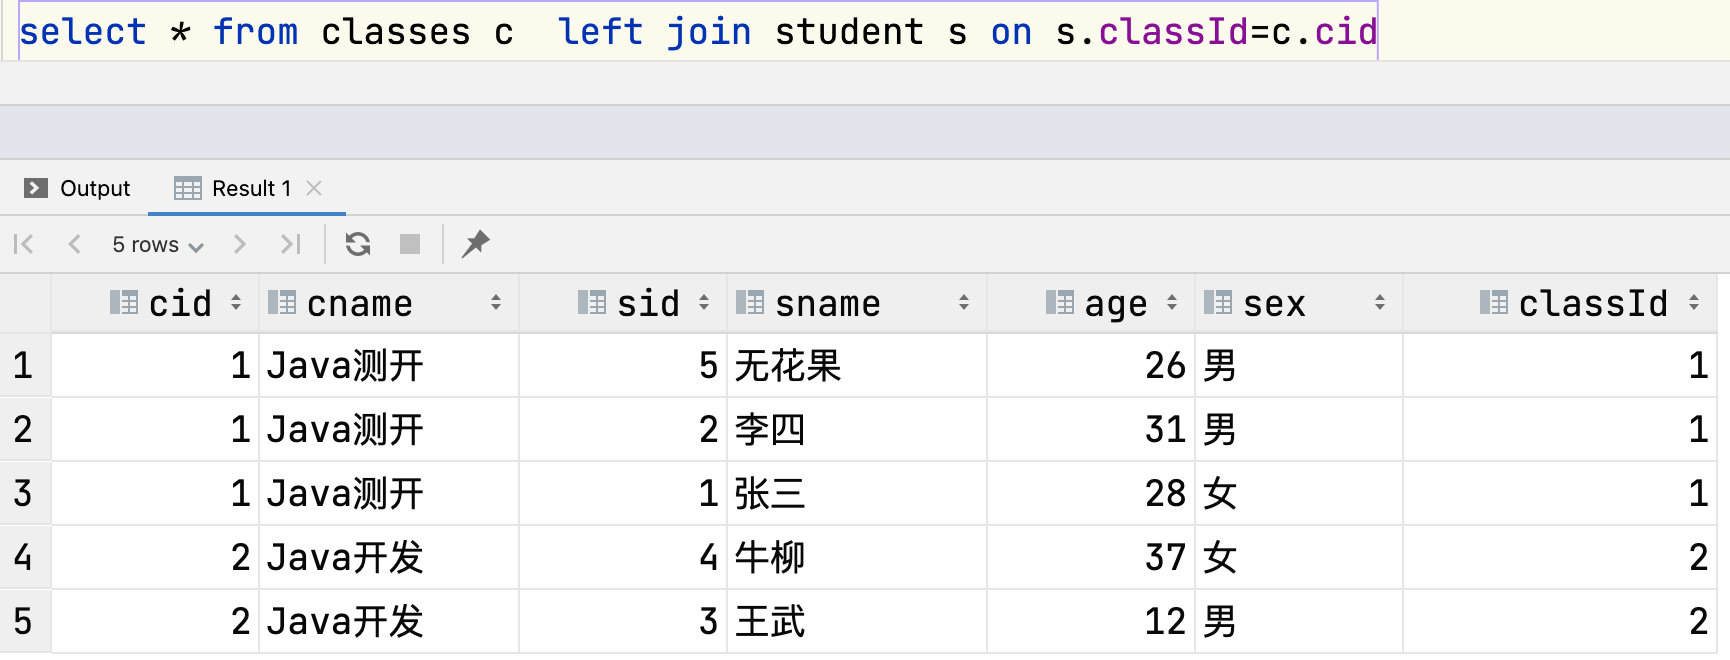 select * from classes c  left join student s on s.classId=c.cid
Output Result 1
5 rows
cid cname sid sname age sex classId
1 1 Java测开 5 无花果 26 男 1
2 1 Java测开 2 李四 31 男 1
3 1 Java测开 1 张三 28 女 1
4 2 Java开发 4 牛柳 37 女 2
5 2 Java开发 3 王武 12 男 2